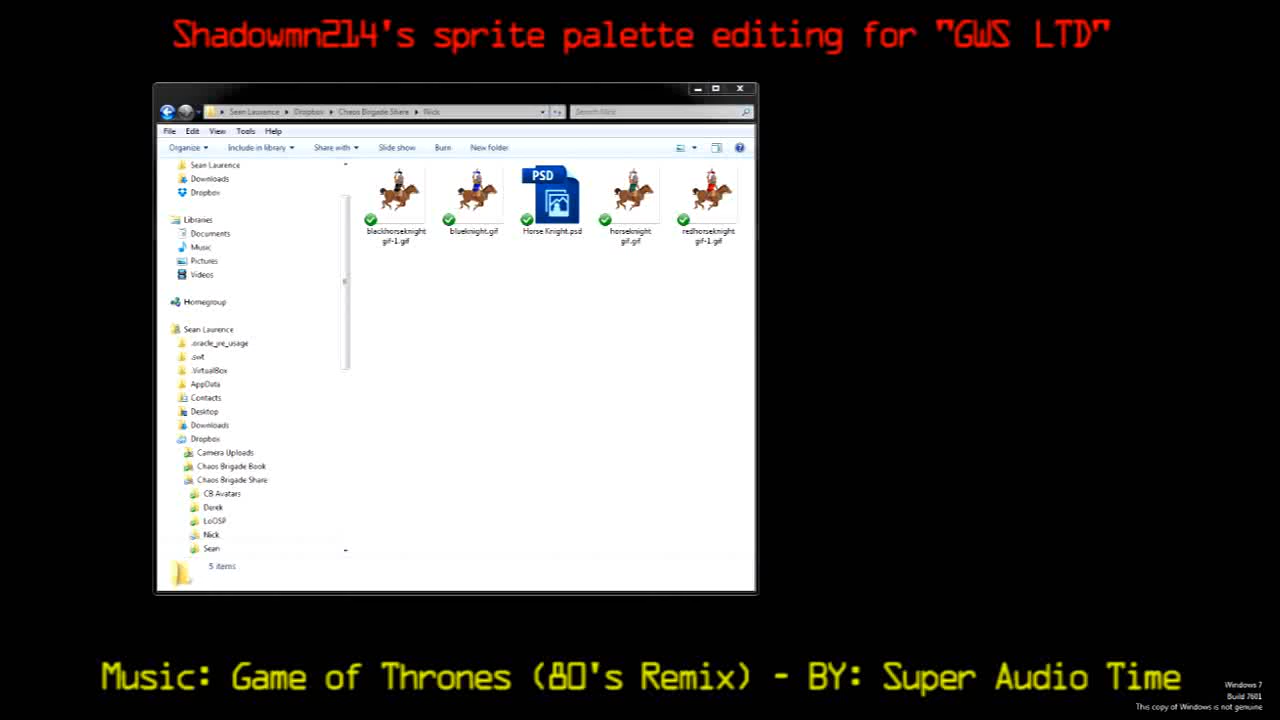 Shadowmn214's sprite palette editing for "GWS LTD"
Sean Laurence ▸ Dropbox ▸ Chaos Brigade Share ▸ Nick
Search Nick
File Edit View Tools Help
Organize Include in library Share with Slide show Burn New folder
Sean Laurence
Downloads
Dropbox
Libraries
Documents
Music
Pictures
Videos
Homegroup
Sean Laurence
.oracle_jre_usage
.swt
.VirtualBox
AppData
Contacts
Desktop
Downloads
Dropbox
Camera Uploads
Chaos Brigade Book
Chaos Brigade Share
CB Avatars
Derek
LoOSP
Nick
Sean
PSD
blackhorseknight
gif-1.gif
blueknight.gif
Horse Knight.psd
horseknight
gif.gif
redhorseknight
gif-1.gif
5 items
Music: Game of Thrones (80's Remix) - BY: Super Audio Time
Windows 7
Build 7601
This copy of Windows is not genuine